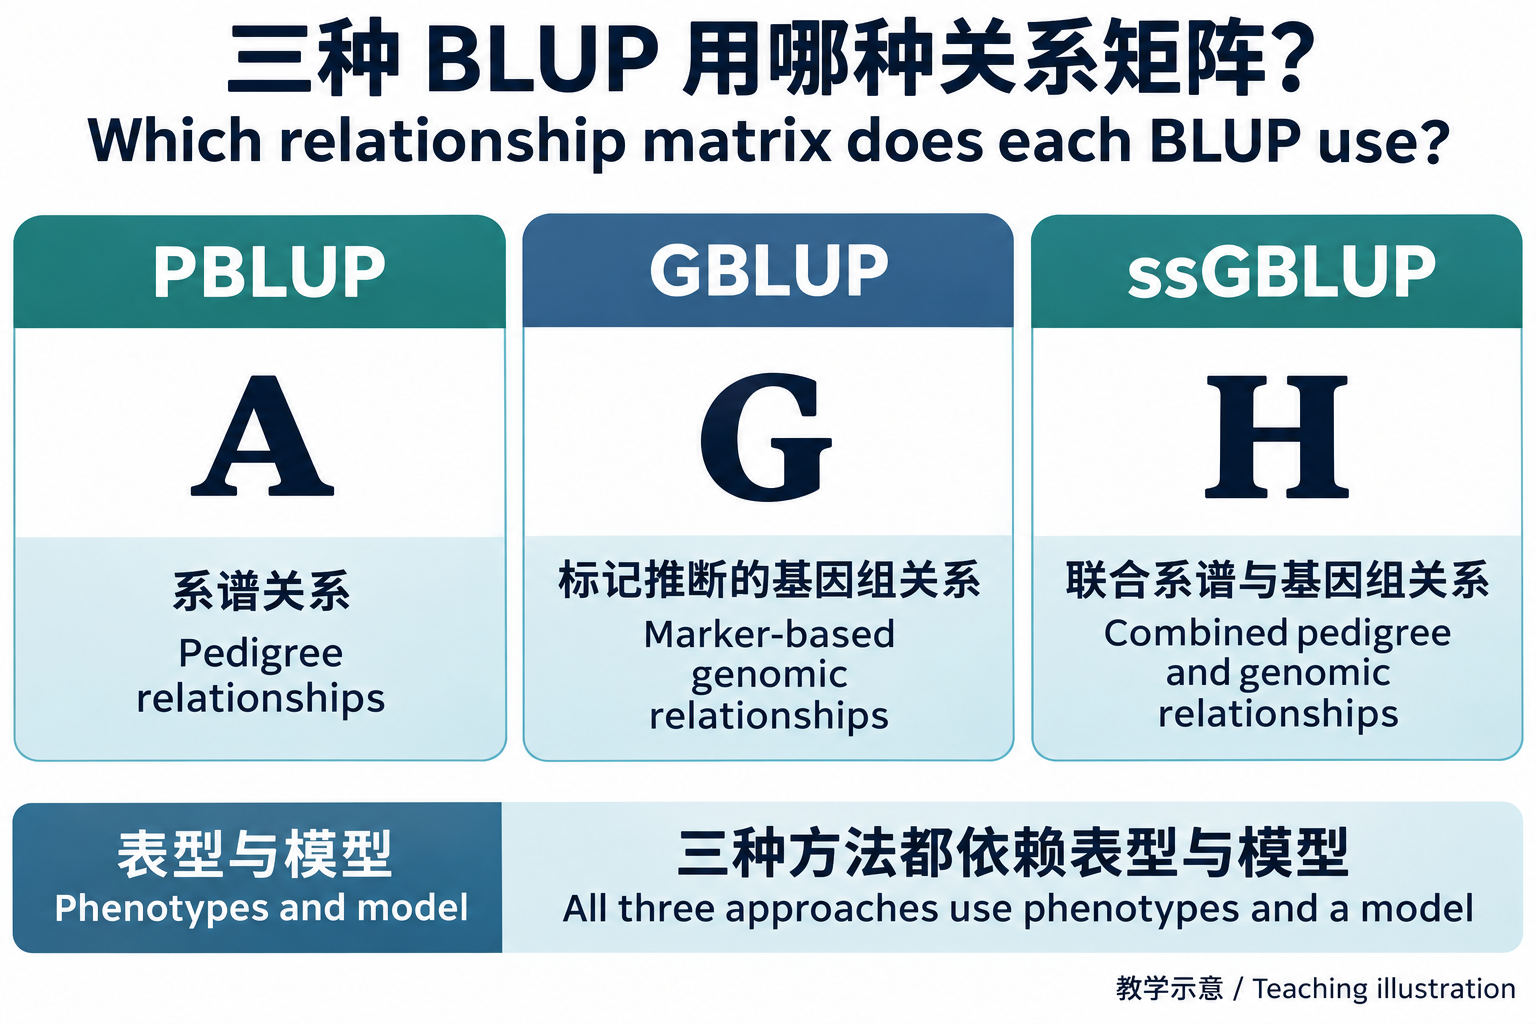 三种 BLUP 用哪种关系矩阵？
Which relationship matrix does each BLUP use?
PBLUP
A
系谱关系
Pedigree
relationships
GBLUP
G
标记推断的基因组关系
Marker-based
genomic
relationships
ssGBLUP
H
联合系谱与基因组关系
Combined pedigree
and genomic
relationships
表型与模型
Phenotypes and model
三种方法都依赖表型与模型
All three approaches use phenotypes and a model
教学示意 / Teaching illustration